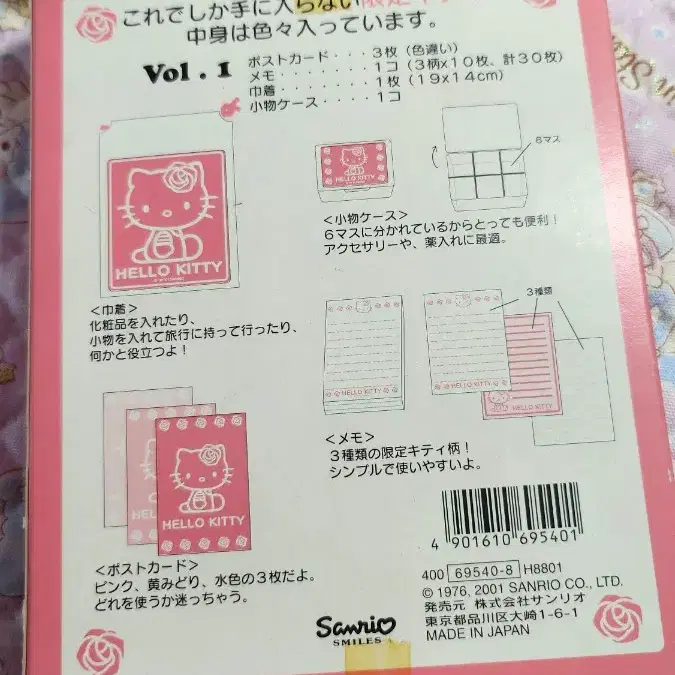 これでしか手に入らない限定
中身は色々入っています。
Vol. 1
ポストカード・・・3枚（色違い）
メモ・・・・・・・1コ（3柄x10枚、計30枚）
巾着・・・・・・・1枚（19x14cm）
小物ケース・・・・1コ
HELLO KITTY
6マス
＜小物ケース＞
6マスに分かれているからとっても便利！
アクセサリーや、薬入れに最適。
＜巾着＞
化粧品を入れたり、
小物を入れて旅行に持って行ったり、
何かと役立つよ！
3種類
HELLO KITTY
HELLO KITTY
HELLO KITTY
＜メモ＞
3種類の限定キティ柄！
シンプルで使いやすいよ。
HELLO KITTY
＜ポストカード＞
ピンク、黄みどり、水色の3枚だよ。
どれを使うか迷っちゃう。
4 901610 695401
400 69540-8 H8801
© 1976, 2001 SANRIO CO., LTD.
発売元 株式会社サンリオ
東京都品川区大崎1-6-1
MADE IN JAPAN
Sanrio
SMILES